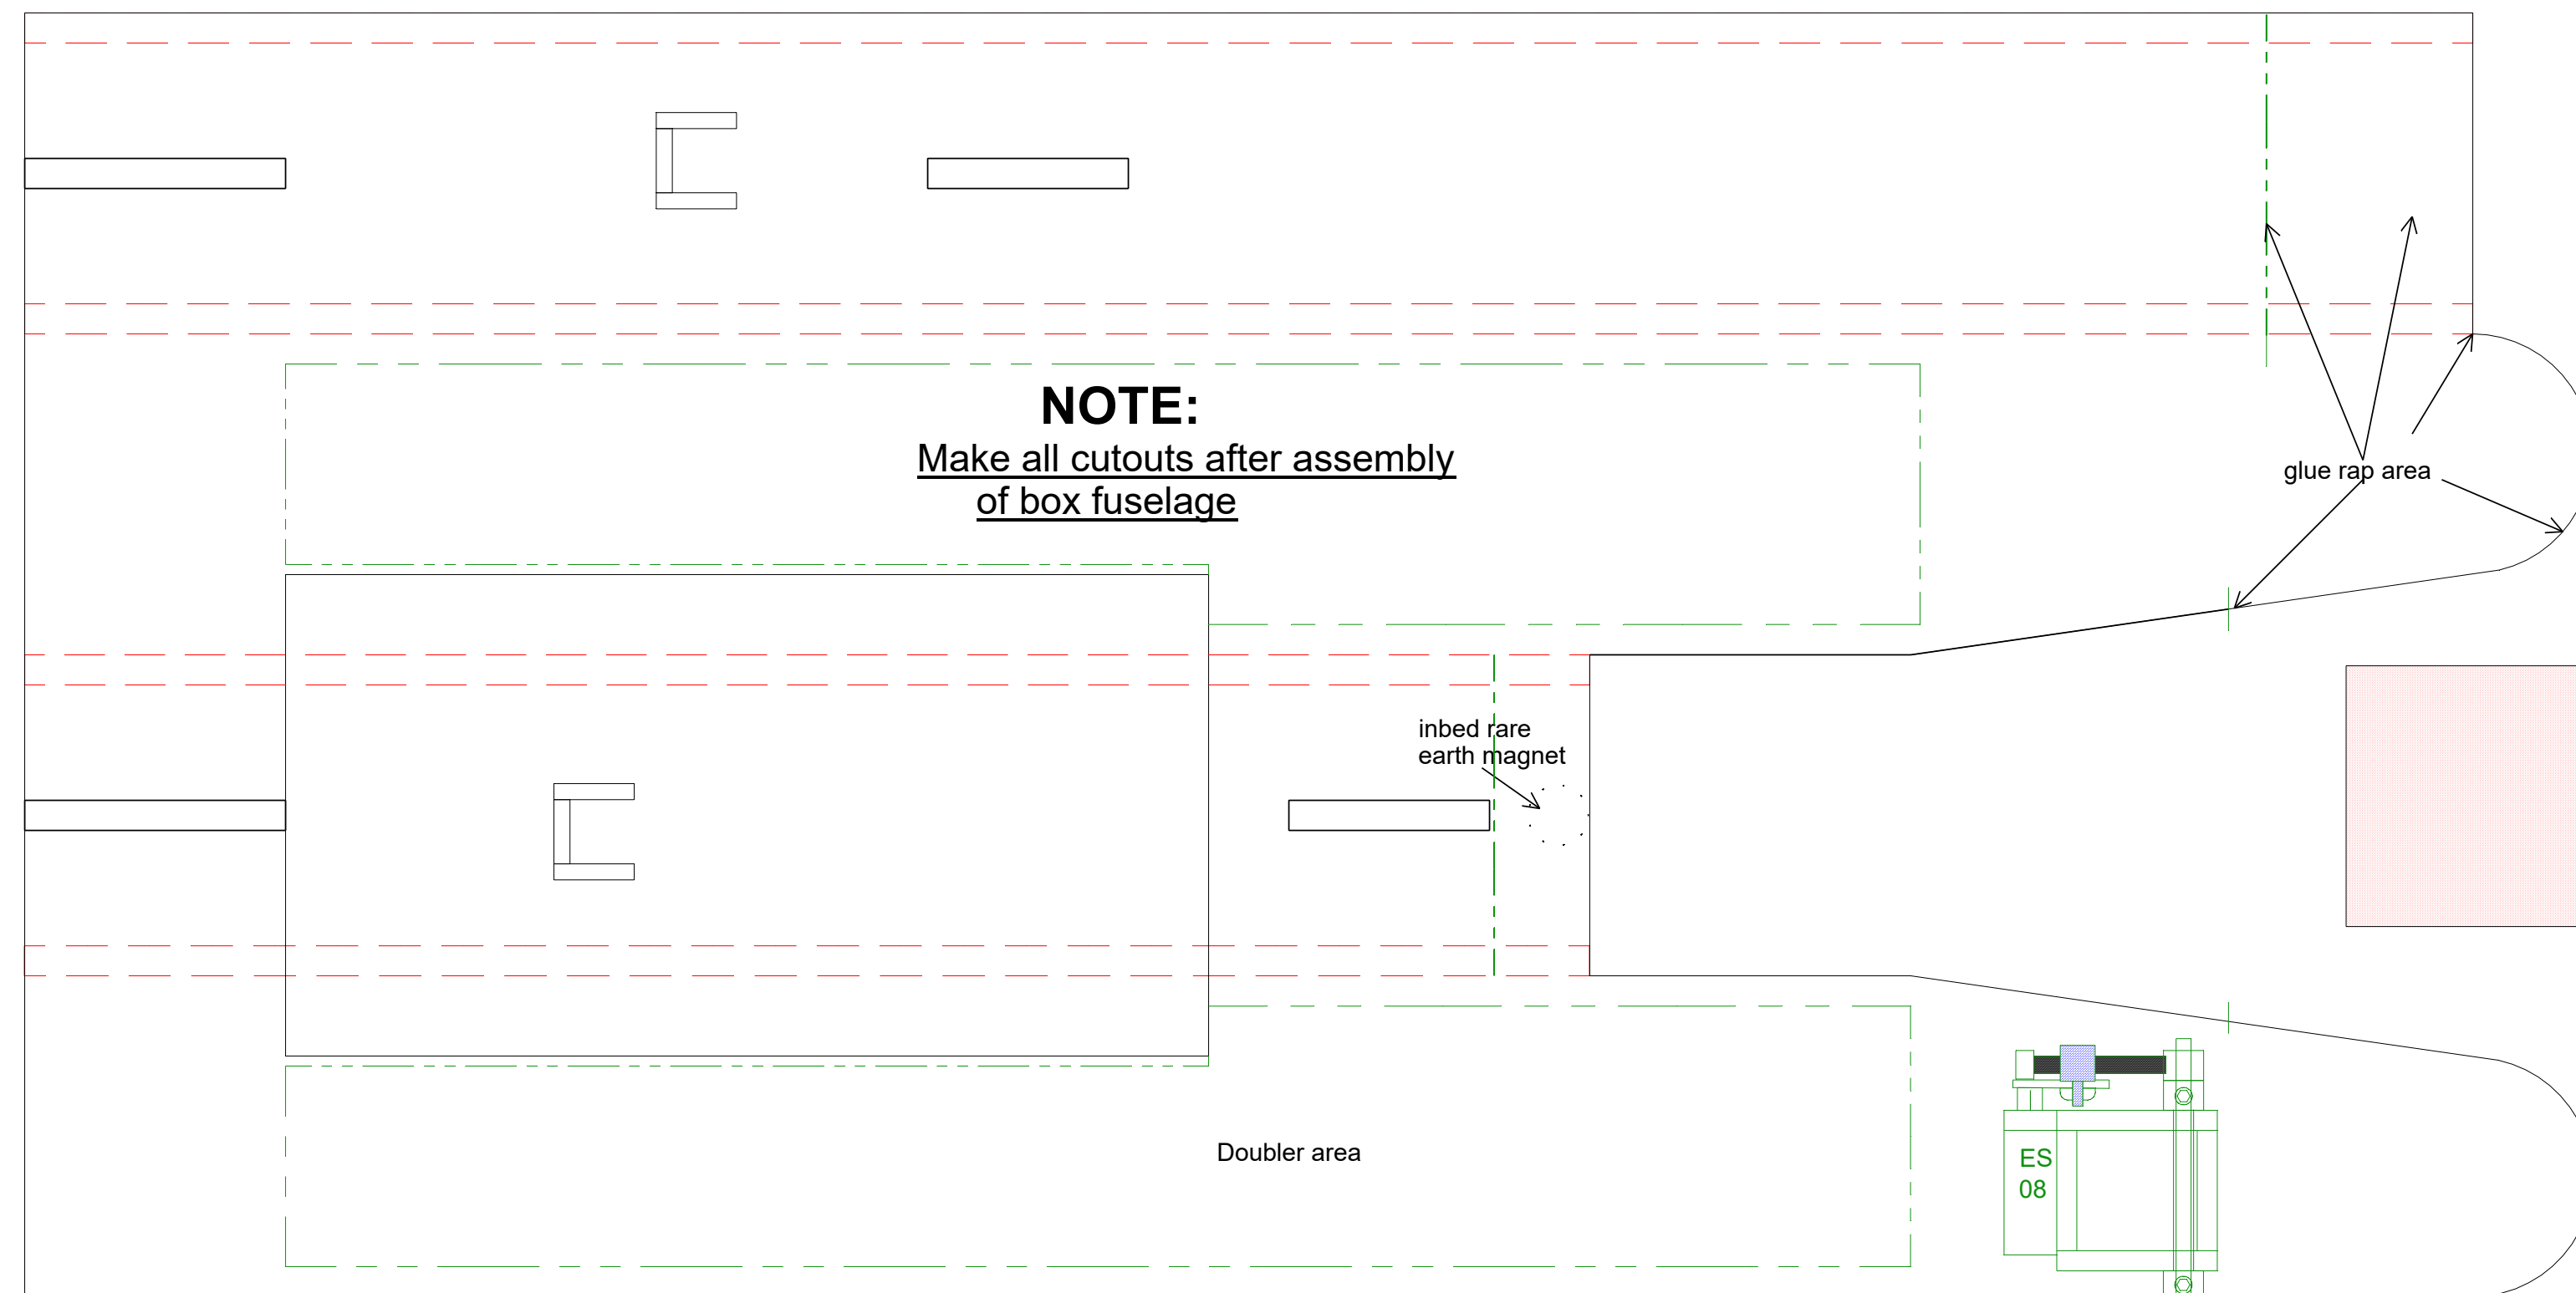 NOTE:
Make all cutouts after assembly
of box fuselage
glue rap area
inbed rare
earth magnet
Doubler area
ES
08